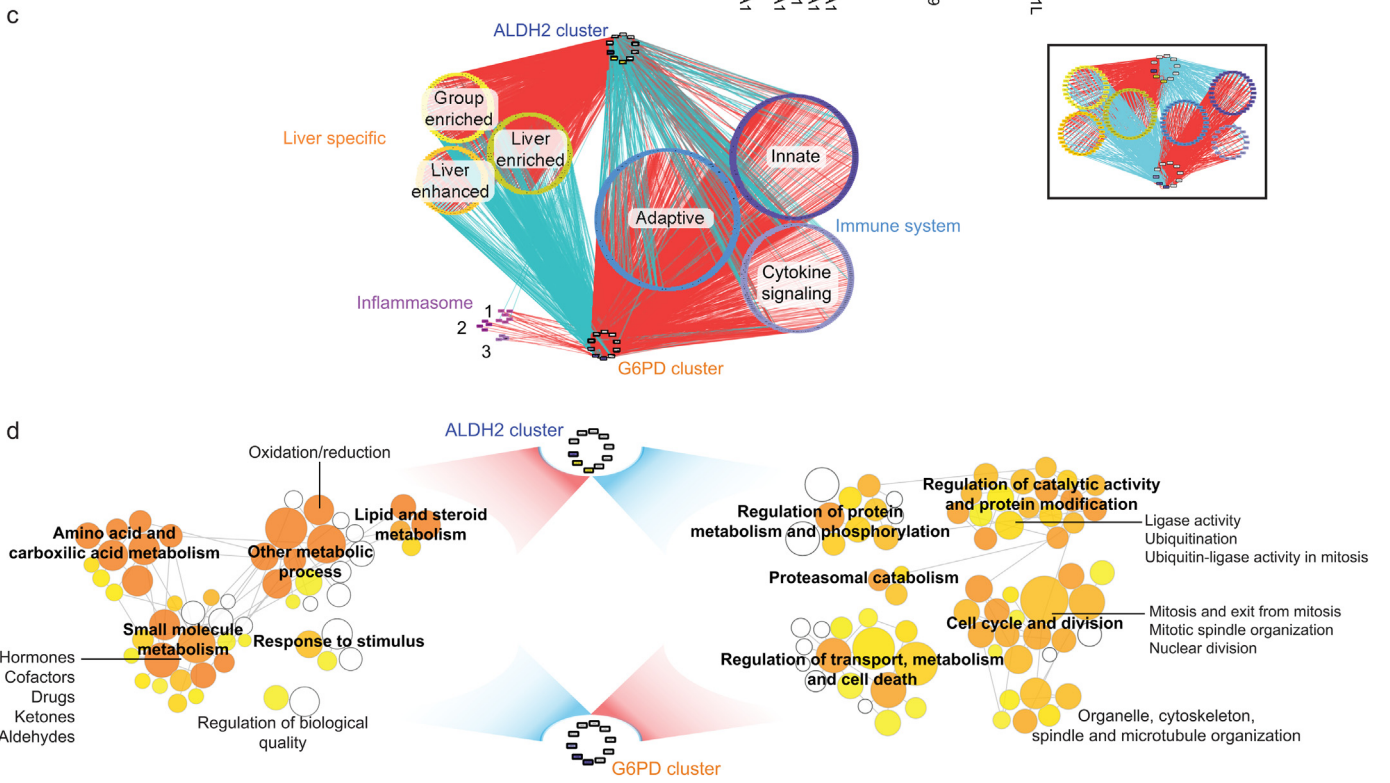 c
ALDH2 cluster
Group
enriched
Liver specific
Liver
enriched
Liver
enhanced
Innate
Adaptive
Immune system
Cytokine
signaling
Inflammasome
1
2
3
G6PD cluster
d
ALDH2 cluster
Oxidation/reduction
Lipid and steroid
metabolism
Amino acid and
carboxilic acid metabolism
Other metabolic
process
Small molecule
metabolism
Response to stimulus
Hormones
Cofactors
Drugs
Ketones
Aldehydes
Regulation of biological
quality
Regulation of catalytic activity
and protein modification
Regulation of protein
metabolism and phosphorylation
Ligase activity
Ubiquitination
Ubiquitin-ligase activity in mitosis
Proteasomal catabolism
Mitosis and exit from mitosis
Mitotic spindle organization
Nuclear division
Cell cycle and division
Regulation of transport, metabolism
and cell death
Organelle, cytoskeleton,
spindle and microtubule organization
G6PD cluster